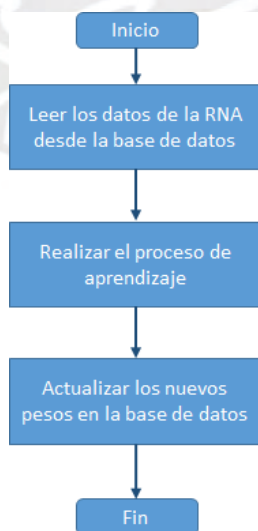 Inicio
Leer los datos de la RNA
desde la base de datos
Realizar el proceso de
aprendizaje
Actualizar los nuevos
pesos en la base de datos
Fin